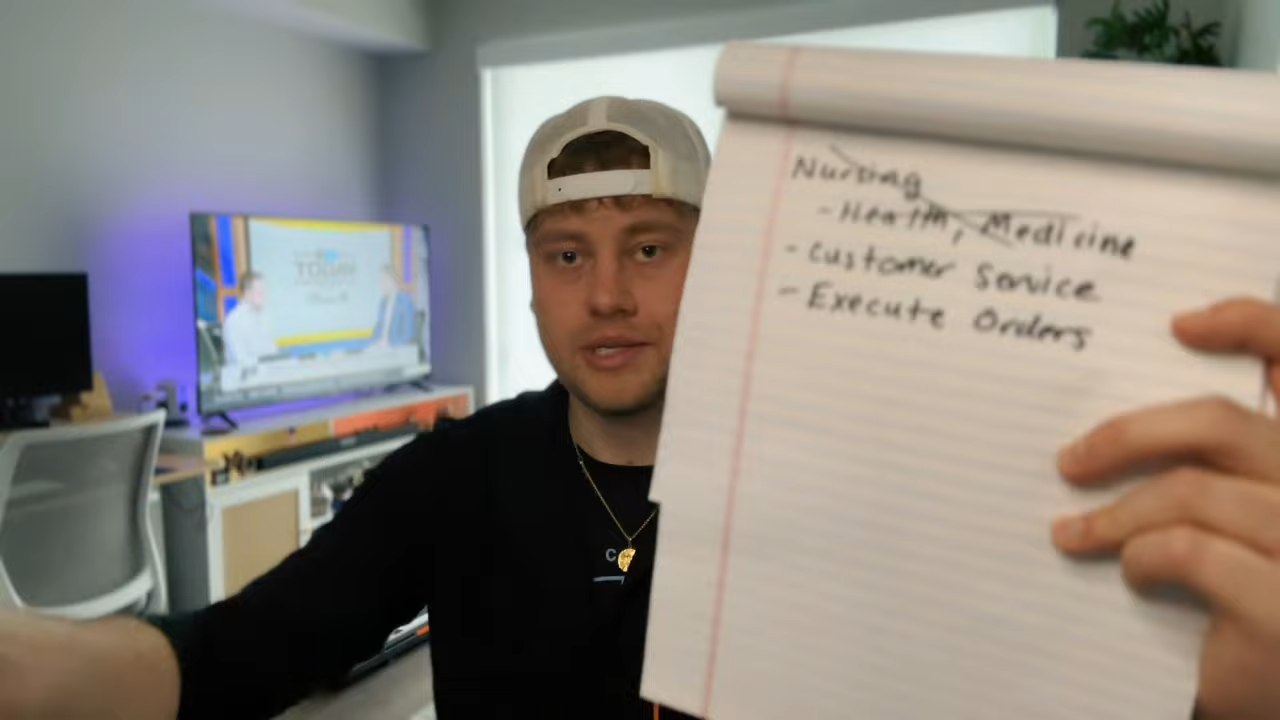 Nursing
- Health, Medicine
- Customer Service
- Execute Orders
TODAY
C